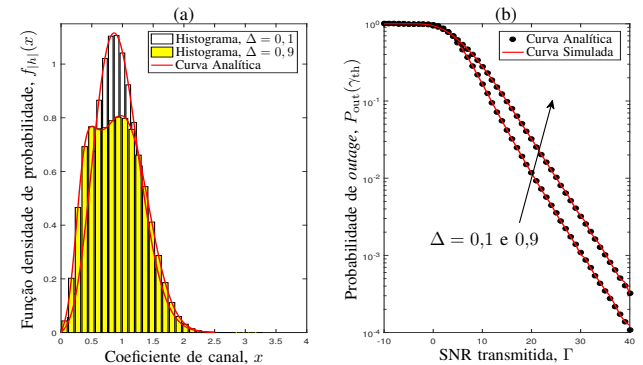 (a)
Histograma, Δ = 0, 1
Histograma, Δ = 0, 9
Curva Analítica
Função densidade de probabilidade, f|h|(x)
0
0.2
0.4
0.6
0.8
1
0
0.5
1
1.5
2
2.5
3
3.5
4
Coeficiente de canal, x
(b)
Curva Analítica
Curva Simulada
Probabilidade de outage, Pout(γth)
10^0
10^-1
10^-2
10^-3
10^-4
Δ = 0,1 e 0,9
-10
0
10
20
30
40
SNR transmitida, Γ